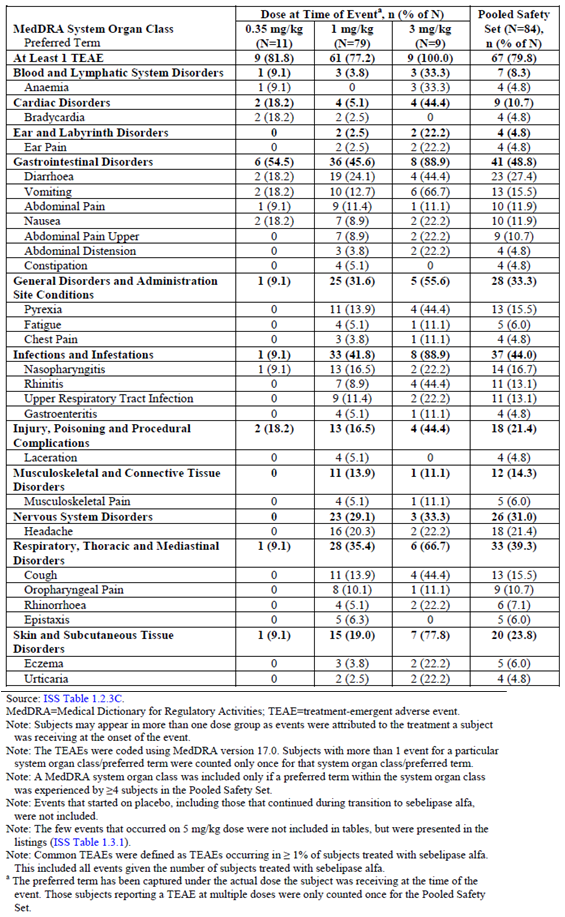 MedDRA System Organ Class
Preferred Term
Dose at Time of Eventᵃ, n (% of N)
0.35 mg/kg
(N=11)
1 mg/kg
(N=79)
3 mg/kg
(N=9)
Pooled Safety
Set (N=84),
n (% of N)
At Least 1 TEAE 9 (81.8) 61 (77.2) 9 (100.0) 67 (79.8)
Blood and Lymphatic System Disorders 1 (9.1) 3 (3.8) 3 (33.3) 7 (8.3)
Anaemia 1 (9.1) 0 3 (33.3) 4 (4.8)
Cardiac Disorders 2 (18.2) 4 (5.1) 4 (44.4) 9 (10.7)
Bradycardia 2 (18.2) 2 (2.5) 0 4 (4.8)
Ear and Labyrinth Disorders 0 2 (2.5) 2 (22.2) 4 (4.8)
Ear Pain 0 2 (2.5) 2 (22.2) 4 (4.8)
Gastrointestinal Disorders 6 (54.5) 36 (45.6) 8 (88.9) 41 (48.8)
Diarrhoea 2 (18.2) 19 (24.1) 4 (44.4) 23 (27.4)
Vomiting 2 (18.2) 10 (12.7) 6 (66.7) 13 (15.5)
Abdominal Pain 1 (9.1) 9 (11.4) 1 (11.1) 10 (11.9)
Nausea 2 (18.2) 7 (8.9) 2 (22.2) 10 (11.9)
Abdominal Pain Upper 0 7 (8.9) 2 (22.2) 9 (10.7)
Abdominal Distension 0 3 (3.8) 2 (22.2) 4 (4.8)
Constipation 0 4 (5.1) 0 4 (4.8)
General Disorders and Administration
Site Conditions 1 (9.1) 25 (31.6) 5 (55.6) 28 (33.3)
Pyrexia 0 11 (13.9) 4 (44.4) 13 (15.5)
Fatigue 0 4 (5.1) 1 (11.1) 5 (6.0)
Chest Pain 0 3 (3.8) 1 (11.1) 4 (4.8)
Infections and Infestations 1 (9.1) 33 (41.8) 8 (88.9) 37 (44.0)
Nasopharyngitis 1 (9.1) 13 (16.5) 2 (22.2) 14 (16.7)
Rhinitis 0 7 (8.9) 4 (44.4) 11 (13.1)
Upper Respiratory Tract Infection 0 9 (11.4) 2 (22.2) 11 (13.1)
Gastroenteritis 0 4 (5.1) 1 (11.1) 4 (4.8)
Injury, Poisoning and Procedural
Complications 2 (18.2) 13 (16.5) 4 (44.4) 18 (21.4)
Laceration 0 4 (5.1) 0 4 (4.8)
Musculoskeletal and Connective Tissue
Disorders 0 11 (13.9) 1 (11.1) 12 (14.3)
Musculoskeletal Pain 0 4 (5.1) 1 (11.1) 5 (6.0)
Nervous System Disorders 0 23 (29.1) 3 (33.3) 26 (31.0)
Headache 0 16 (20.3) 2 (22.2) 18 (21.4)
Respiratory, Thoracic and Mediastinal
Disorders 1 (9.1) 28 (35.4) 6 (66.7) 33 (39.3)
Cough 0 11 (13.9) 4 (44.4) 13 (15.5)
Oropharyngeal Pain 0 8 (10.1) 1 (11.1) 9 (10.7)
Rhinorrhoea 0 4 (5.1) 2 (22.2) 6 (7.1)
Epistaxis 0 5 (6.3) 0 5 (6.0)
Skin and Subcutaneous Tissue
Disorders 1 (9.1) 15 (19.0) 7 (77.8) 20 (23.8)
Eczema 0 3 (3.8) 2 (22.2) 5 (6.0)
Urticaria 0 2 (2.5) 2 (22.2) 4 (4.8)
Source: ISS Table 1.2.3C.
MedDRA=Medical Dictionary for Regulatory Activities; TEAE=treatment-emergent adverse event.
Note: Subjects may appear in more than one dose group as events were attributed to the treatment a subject
was receiving at the onset of the event.
Note: The TEAEs were coded using MedDRA version 17.0. Subjects with more than 1 event for a particular
system organ class/preferred term were counted only once for that system organ class/preferred term.
Note: A MedDRA system organ class was included only if a preferred term within the system organ class
was experienced by ≥4 subjects in the Pooled Safety Set.
Note: Events that started on placebo, including those that continued during transition to sebelipase alfa,
were not included.
Note: The few events that occurred on 5 mg/kg dose were not included in tables, but were presented in the
listings (ISS Table 1.3.1).
Note: Common TEAEs were defined as TEAEs occurring in ≥ 1% of subjects treated with sebelipase alfa.
This included all events given the number of subjects treated with sebelipase alfa.
ᵃ The preferred term has been captured under the actual dose the subject was receiving at the time of the
event. Those subjects reporting a TEAE at multiple doses were only counted once for the Pooled Safety
Set.